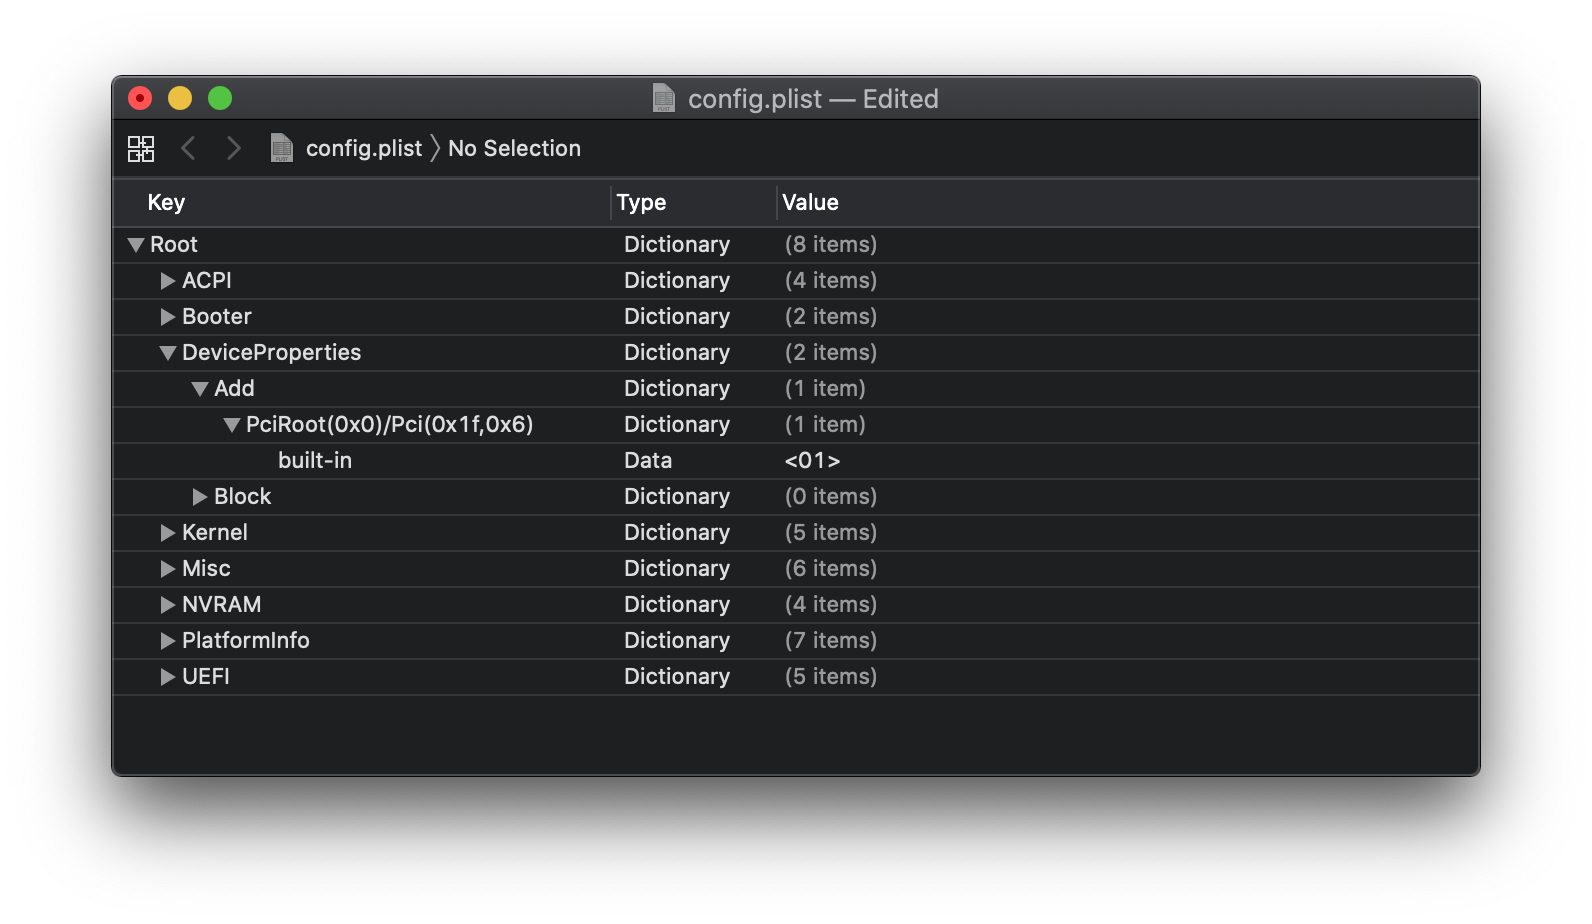 config.plist — Edited
config.plist 〉 No Selection
Key Type Value
Root Dictionary (8 items)
ACPI Dictionary (4 items)
Booter Dictionary (2 items)
DeviceProperties Dictionary (2 items)
Add Dictionary (1 item)
PciRoot(0x0)/Pci(0x1f,0x6) Dictionary (1 item)
built-in Data <01>
Block Dictionary (0 items)
Kernel Dictionary (5 items)
Misc Dictionary (6 items)
NVRAM Dictionary (4 items)
PlatformInfo Dictionary (7 items)
UEFI Dictionary (5 items)